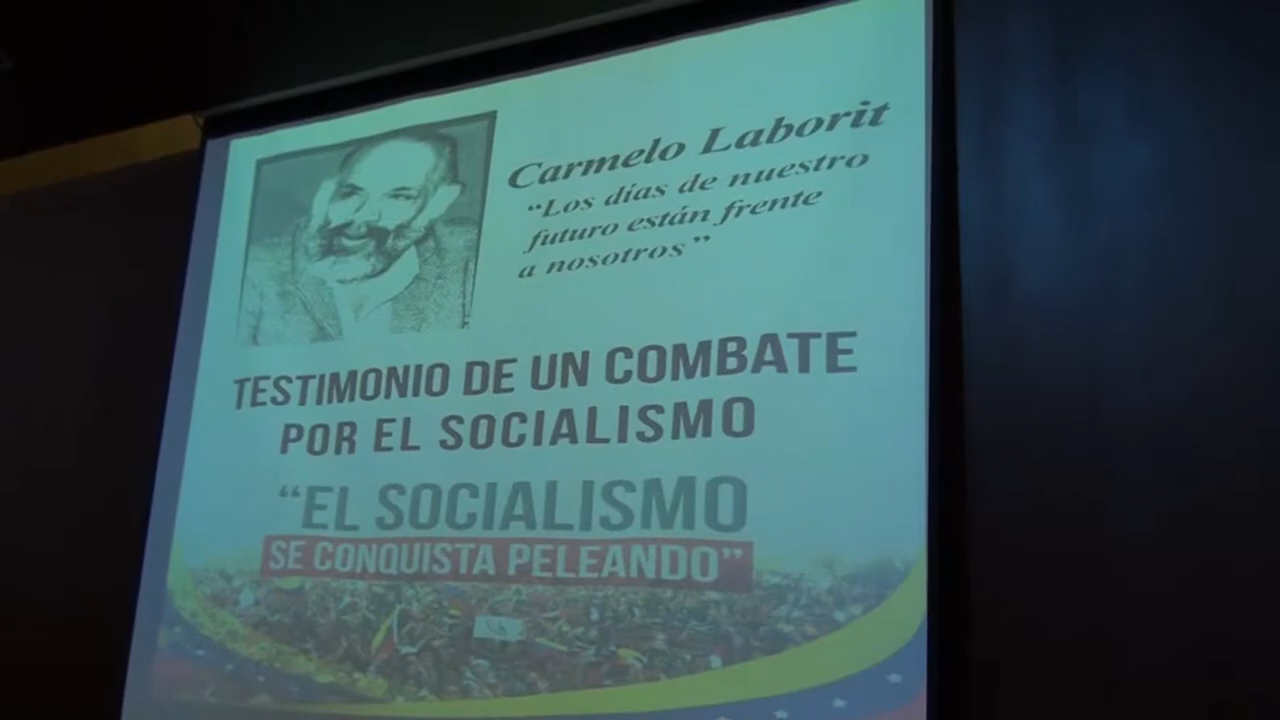 Carmelo Laborit
“Los días de nuestro
futuro están frente
a nosotros”
TESTIMONIO DE UN COMBATE
POR EL SOCIALISMO
“EL SOCIALISMO
SE CONQUISTA PELEANDO”